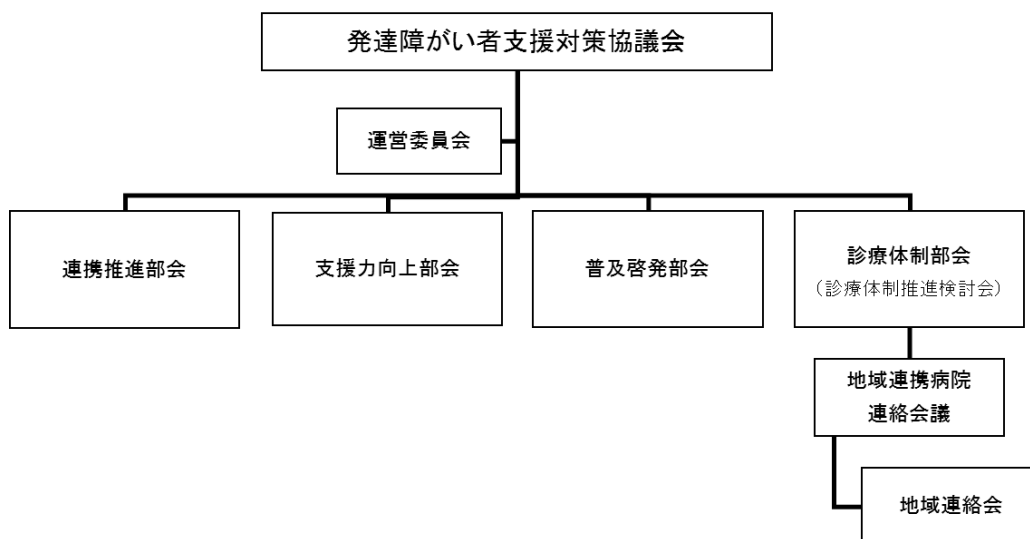 発達障がい者支援対策協議会
運営委員会
連携推進部会
支援力向上部会
普及啓発部会
診療体制部会
（診療体制推進検討会）
地域連携病院
連絡会議
地域連絡会